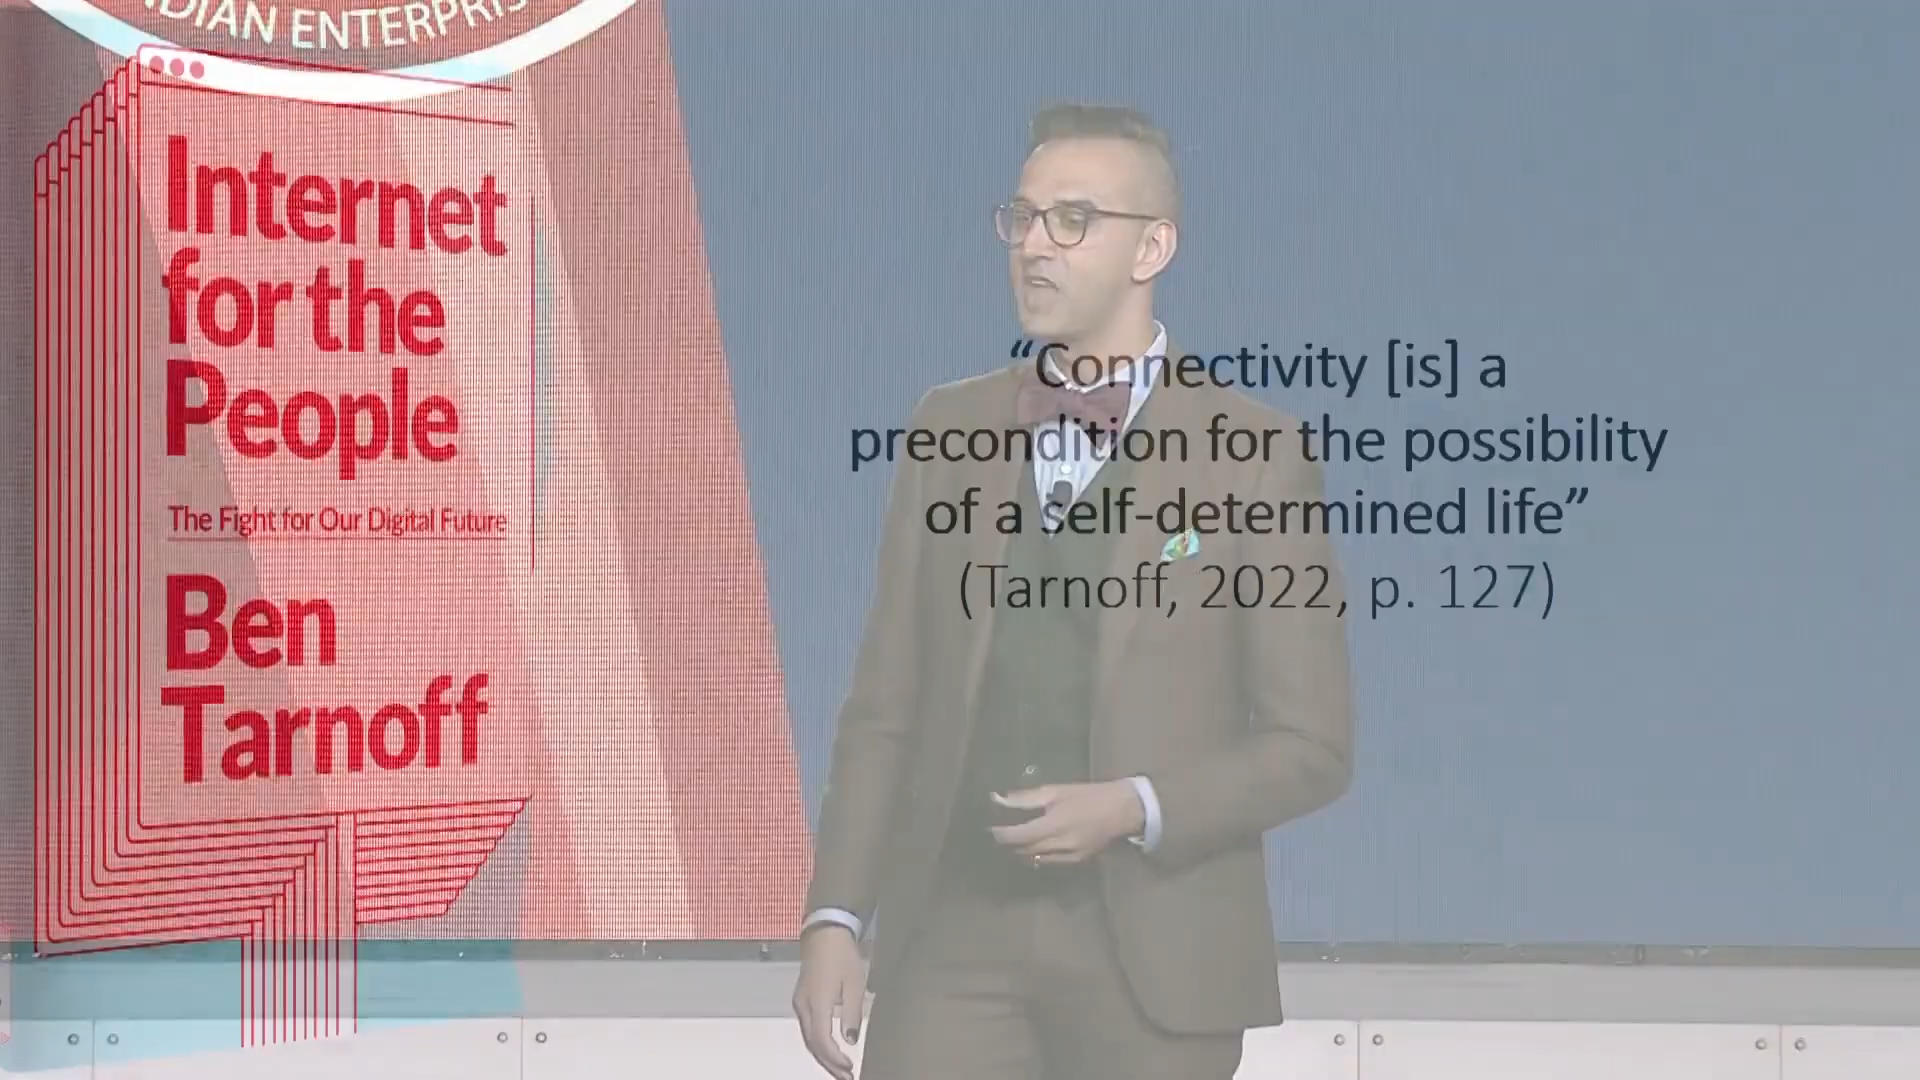 DIAN ENTERPRIS
Internet
for the
People
The Fight for Our Digital Future
Ben
Tarnoff
“Connectivity [is] a
precondition for the possibility
of a self-determined life”
(Tarnoff, 2022, p. 127)